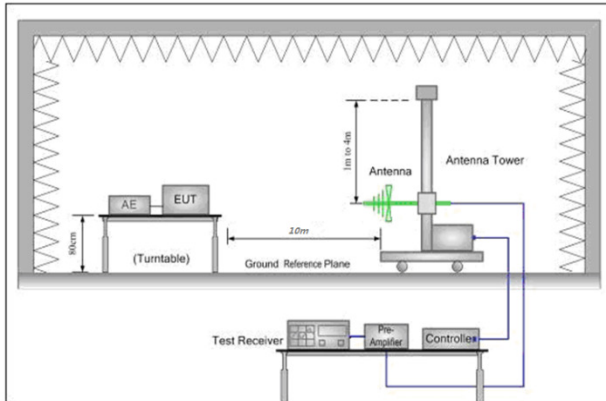 1m to 4m
Antenna
Antenna Tower
AE
EUT
80cm
(Turntable)
10m
Ground Reference Plane
Test Receiver
Pre-
Amplifier
Controller